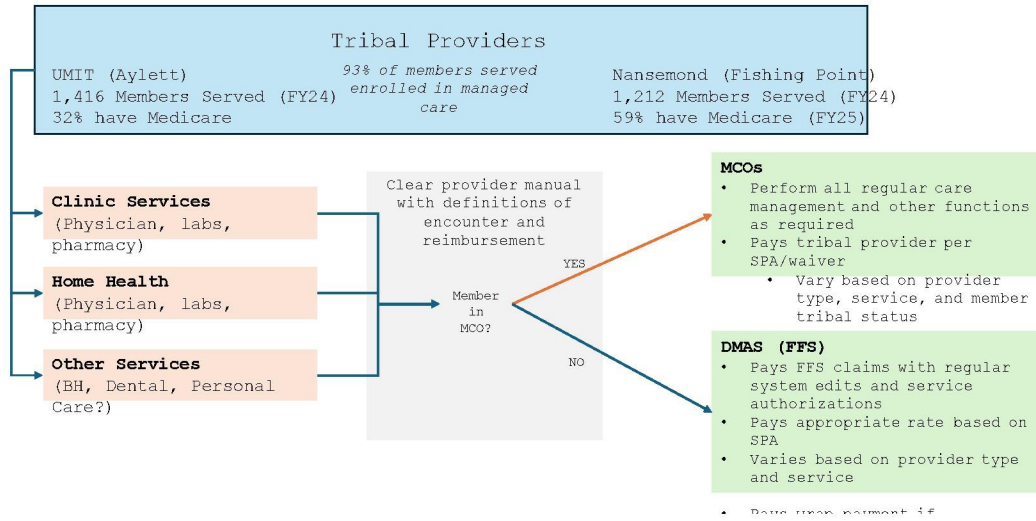 Tribal Providers
UMIT (Aylett)
1,416 Members Served (FY24)
32% have Medicare
93% of members served
enrolled in managed
care
Nansemond (Fishing Point)
1,212 Members Served (FY24)
59% have Medicare (FY25)
Clinic Services
(Physician, labs,
pharmacy)
Home Health
(Physician, labs,
pharmacy)
Other Services
(BH, Dental, Personal
Care?)
Clear provider manual
with definitions of
encounter and
reimbursement
YES
Member
in
MCO?
NO
MCOs
• Perform all regular care
management and other functions
as required
• Pays tribal provider per
SPA/waiver
• Vary based on provider
type, service, and member
tribal status
DMAS (FFS)
• Pays FFS claims with regular
system edits and service
authorizations
• Pays appropriate rate based on
SPA
• Varies based on provider type
and service
• Pays wrap payment if